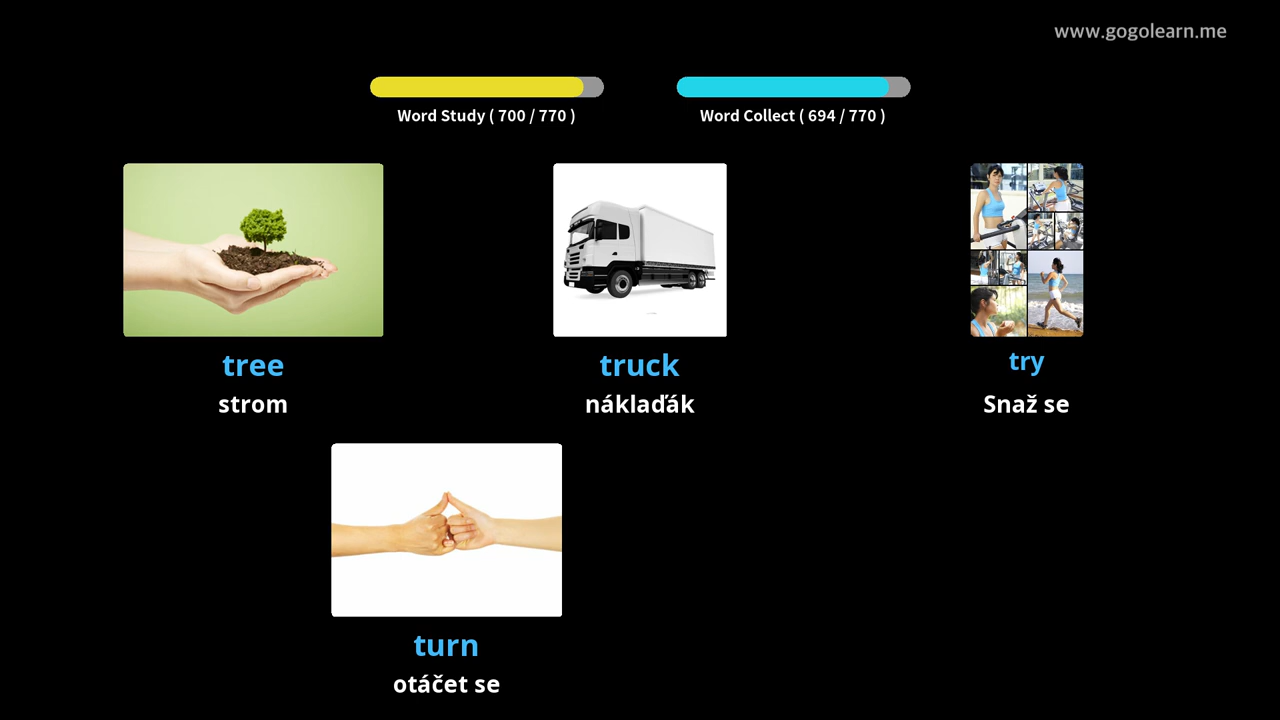 www.gogolearn.me
Word Study ( 700 / 770 )
Word Collect ( 694 / 770 )
tree
strom
truck
náklaďák
try
Snaž se
turn
otáčet se